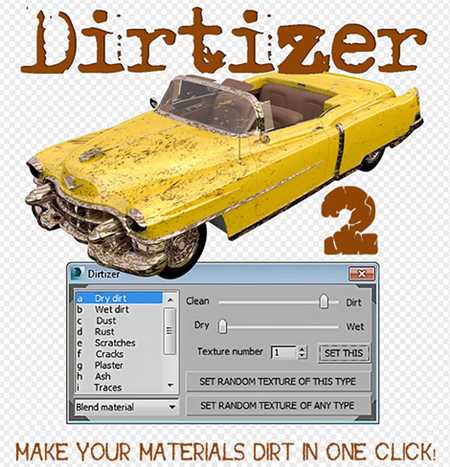 Dirtizer
2
Dirtizer
a Dry dirt
b Wet dirt
c Dust
d Rust
e Scratches
f Cracks
g Plaster
h Ash
i Traces
Blend material
Clean Dirt
Dry Wet
Texture number 1 SET THIS
SET RANDOM TEXTURE OF THIS TYPE
SET RANDOM TEXTURE OF ANY TYPE
MAKE YOUR MATERIALS DIRT IN ONE CLICK!